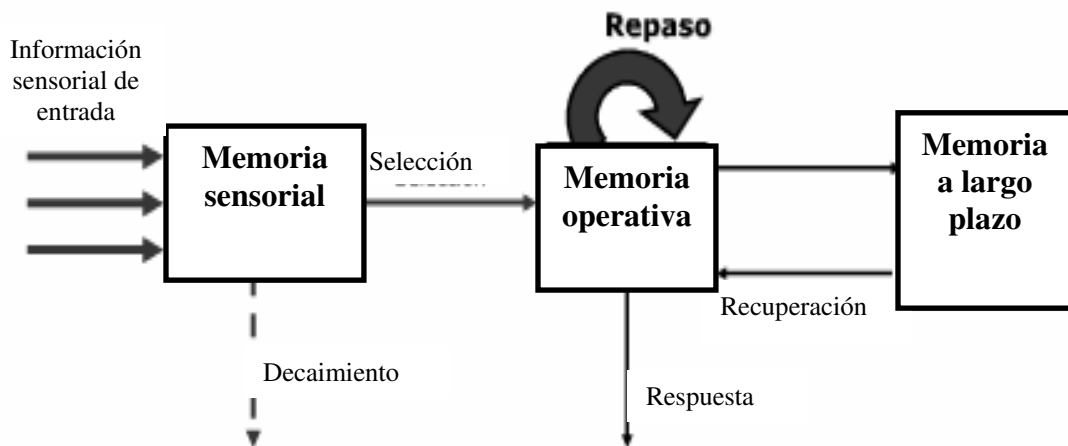 Repaso
Información
sensorial de
entrada
Memoria
sensorial
Selección
Memoria
operativa
Memoria
a largo
plazo
Recuperación
Decaimiento
Respuesta